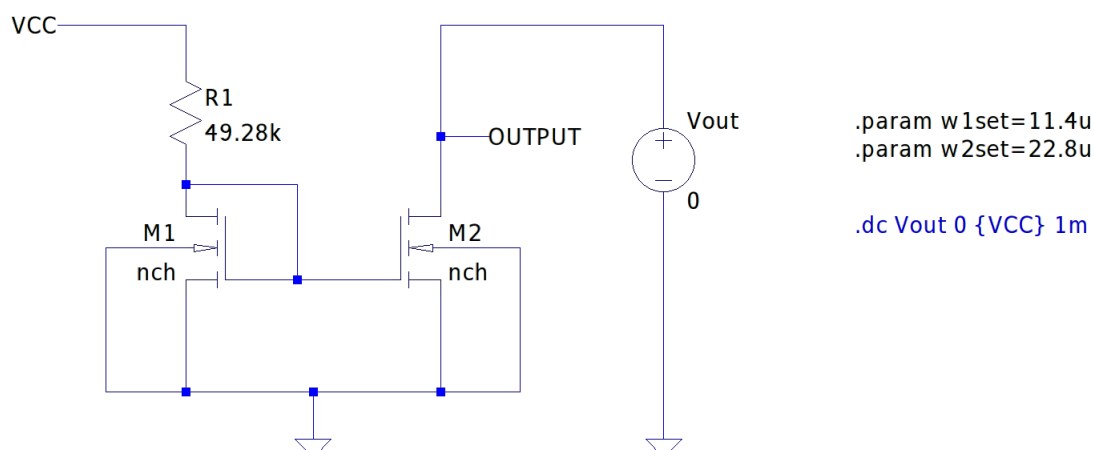 VCC
R1
49.28k
OUTPUT
Vout
0
M1
nch
M2
nch
.param w1set=11.4u
.param w2set=22.8u
.dc Vout 0 {VCC} 1m